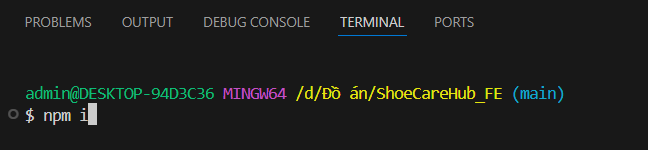 PROBLEMS OUTPUT DEBUG CONSOLE TERMINAL PORTS
admin@DESKTOP-94D3C36 MINGW64 /d/Đồ án/ShoeCareHub_FE (main)
$ npm i